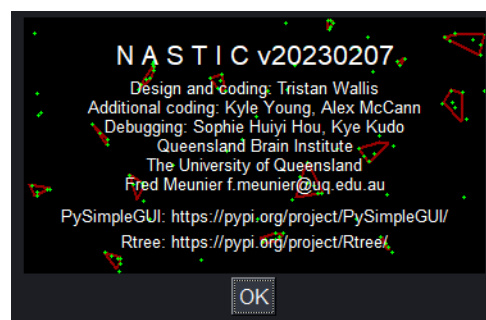 N A S T I C v20230207
Design and coding: Tristan Wallis
Additional coding: Kyle Young, Alex McCann
Debugging: Sophie Huiyi Hou, Kye Kudo
Queensland Brain Institute
The University of Queensland
Fred Meunier f.meunier@uq.edu.au
PySimpleGUI: https://pypi.org/project/PySimpleGUI/
Rtree: https://pypi.org/project/Rtree/
OK